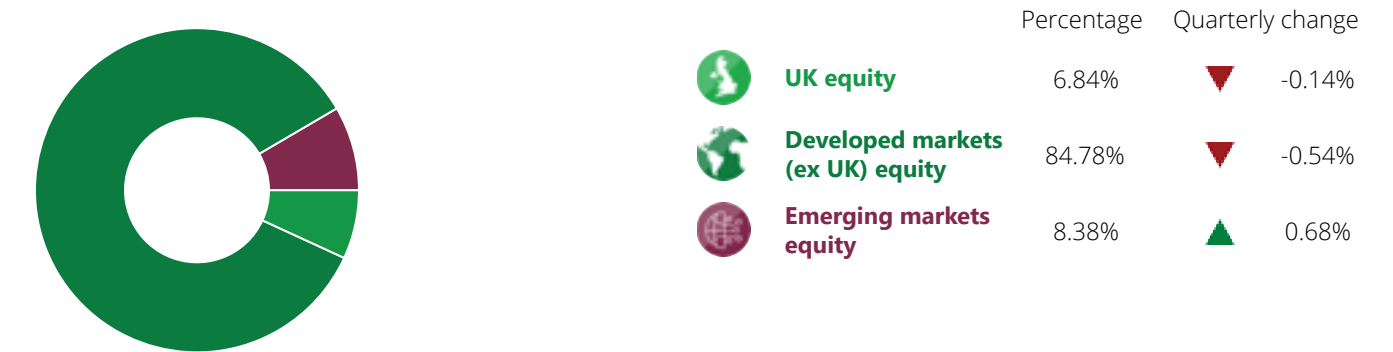 Percentage Quarterly change
UK equity 6.84% -0.14%
Developed markets
(ex UK) equity 84.78% -0.54%
Emerging markets
equity 8.38% 0.68%